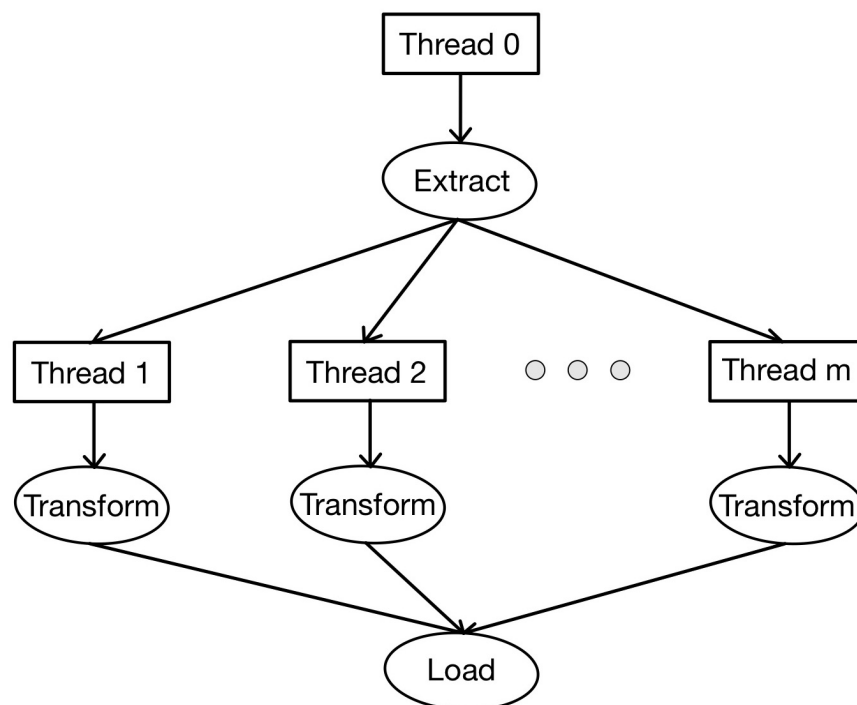 Thread 0
Extract
Thread 1
Thread 2
Thread m
Transform
Transform
Transform
Load